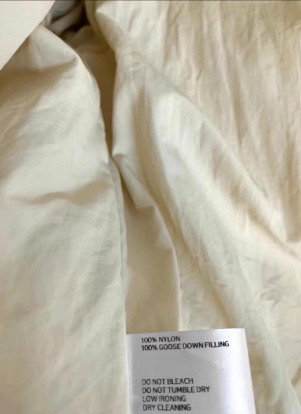 100% NYLON
100% GOOSE DOWN FILLING
DO NOT BLEACH
DO NOT TUMBLE DRY
LOW IRONING
DRY CLEANING